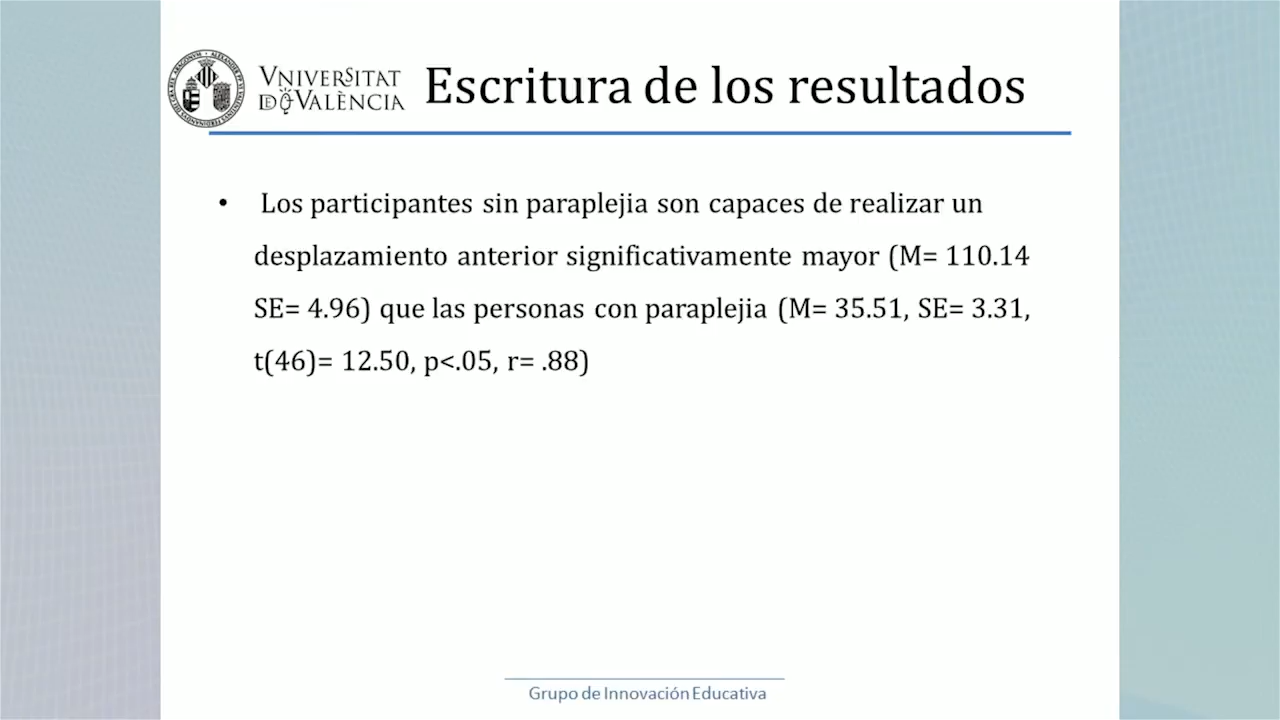 VNIVERSITAT
ID QVALÈNCIA
Escritura de los resultados
• Los participantes sin paraplejia son capaces de realizar un
desplazamiento anterior significativamente mayor (M= 110.14
SE= 4.96) que las personas con paraplejia (M= 35.51, SE= 3.31,
t(46)= 12.50, p<.05, r= .88)
Grupo de Innovación Educativa